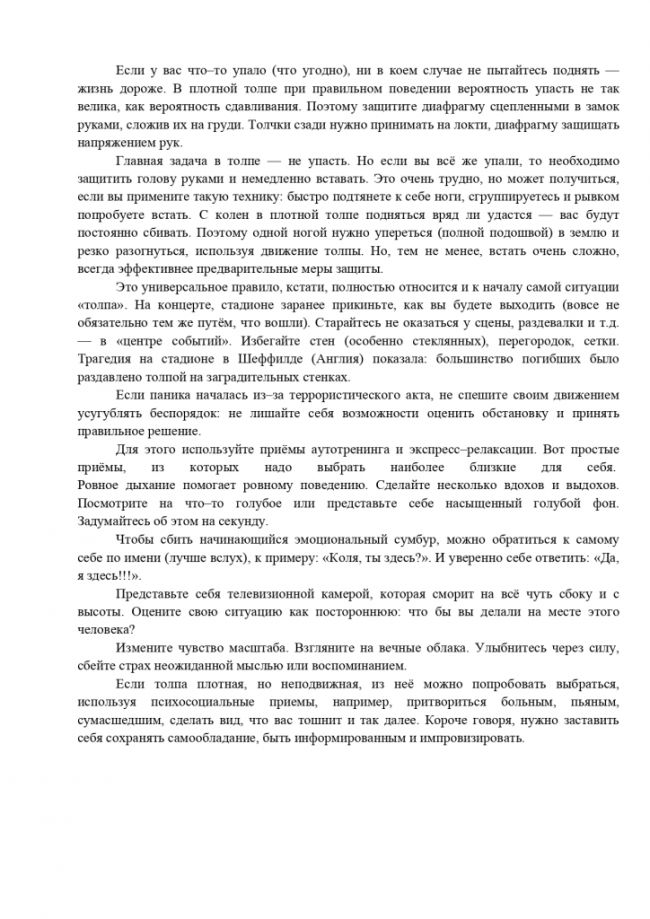 Если у вас что–то упало (что угодно), ни в коем случае не пытайтесь поднять —
жизнь дороже. В плотной толпе при правильном поведении вероятность упасть не так
велика, как вероятность сдавливания. Поэтому защитите диафрагму сцепленными в замок
руками, сложив их на груди. Толчки сзади нужно принимать на локти, диафрагму защищать
напряжением рук.
Главная задача в толпе — не упасть. Но если вы всё же упали, то необходимо
защитить голову руками и немедленно вставать. Это очень трудно, но может получиться,
если вы примените такую технику: быстро подтянете к себе ноги, сгруппируетесь и рывком
попробуете встать. С колен в плотной толпе подняться вряд ли удастся — вас будут
постоянно сбивать. Поэтому одной ногой нужно упереться (полной подошвой) в землю и
резко разогнуться, используя движение толпы. Но, тем не менее, встать очень сложно,
всегда эффективнее предварительные меры защиты.
Это универсальное правило, кстати, полностью относится и к началу самой ситуации
«толпа». На концерте, стадионе заранее прикиньте, как вы будете выходить (вовсе не
обязательно тем же путём, что вошли). Старайтесь не оказаться у сцены, раздевалки и т.д.
— в «центре событий». Избегайте стен (особенно стеклянных), перегородок, сетки.
Трагедия на стадионе в Шеффилде (Англия) показала: большинство погибших было
раздавлено толпой на заградительных стенках.
Если паника началась из–за террористического акта, не спешите своим движением
усугублять беспорядок: не лишайте себя возможности оценить обстановку и принять
правильное решение.
Для этого используйте приёмы аутотренинга и экспресс–релаксации. Вот простые
приёмы, из которых надо выбрать наиболее близкие для себя.
Ровное дыхание помогает ровному поведению. Сделайте несколько вдохов и выдохов.
Посмотрите на что–то голубое или представьте себе насыщенный голубой фон.
Задумайтесь об этом на секунду.
Чтобы сбить начинающийся эмоциональный сумбур, можно обратиться к самому
себе по имени (лучше вслух), к примеру: «Коля, ты здесь?». И уверенно себе ответить: «Да,
я здесь!!!».
Представьте себя телевизионной камерой, которая сморит на всё чуть сбоку и с
высоты. Оцените свою ситуацию как постороннюю: что бы вы делали на месте этого
человека?
Измените чувство масштаба. Взгляните на вечные облака. Улыбнитесь через силу,
сбейте страх неожиданной мыслью или воспоминанием.
Если толпа плотная, но неподвижная, из неё можно попробовать выбраться,
используя психосоциальные приемы, например, притвориться больным, пьяным,
сумасшедшим, сделать вид, что вас тошнит и так далее. Короче говоря, нужно заставить
себя сохранять самообладание, быть информированным и импровизировать.